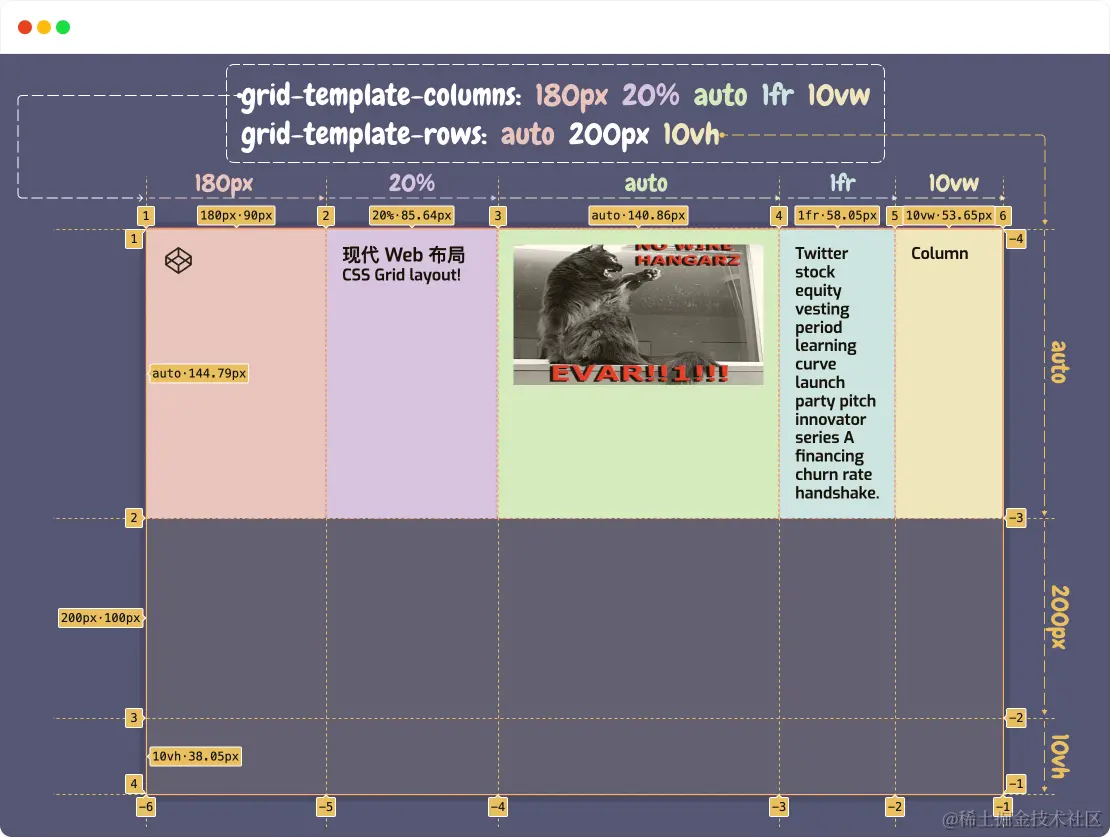 grid-template-columns: 180px 20% auto 1fr 10vw
grid-template-rows: auto 200px 10vh
180px 20% auto 1fr 10vw
1 180px·90px 2 20%·85.64px 3 auto·140.86px 4 1fr·58.05px 5 10vw·53.65px 6
1 -4
现代 Web 布局
CSS Grid layout!
NO WIRE
HANGARZ
EVAR!!1!!!
Twitter
stock
equity
vesting
period
learning
curve
launch
party pitch
innovator
series A
financing
churn rate
handshake.
Column
auto·144.79px
auto
2 -3
200px·100px
200px
3 -2
10vh·38.05px
10vh
4 -1
-6 -5 -4 -3 -2 -1
@稀土掘金技术社区